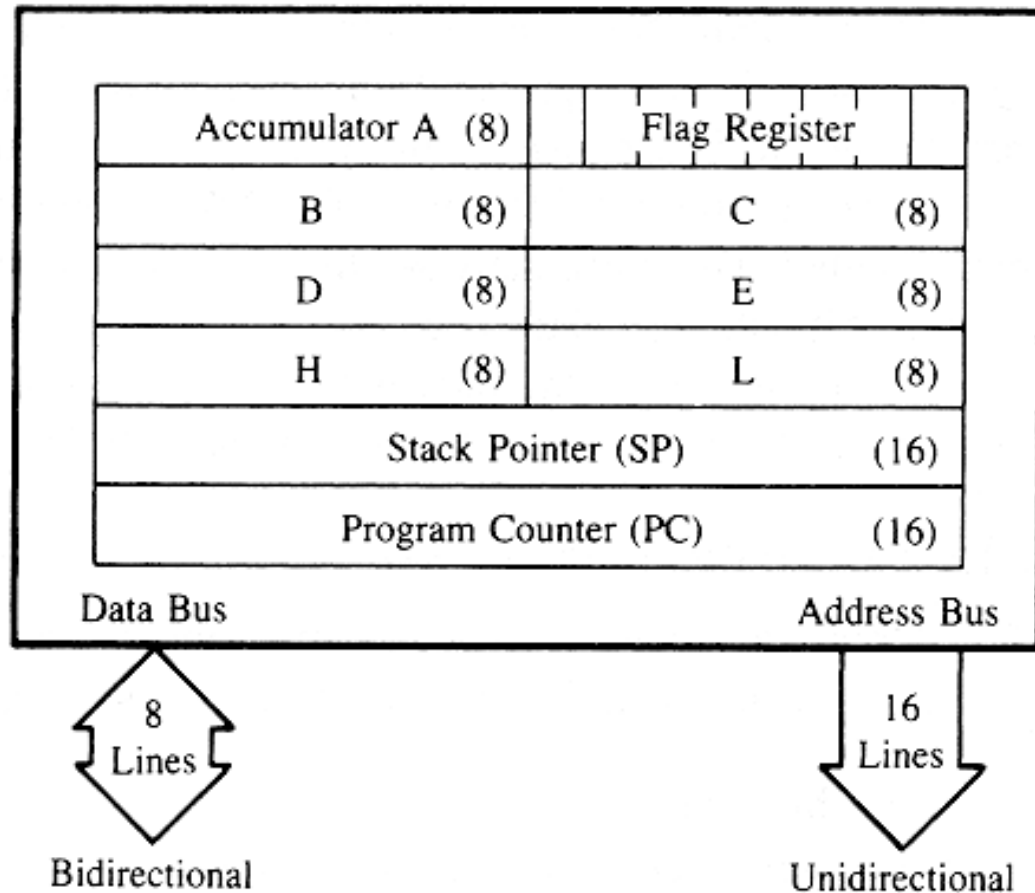 Accumulator A (8) Flag Register
B (8) C (8)
D (8) E (8)
H (8) L (8)
Stack Pointer (SP) (16)
Program Counter (PC) (16)
Data Bus Address Bus
8 16
Lines Lines
Bidirectional Unidirectional